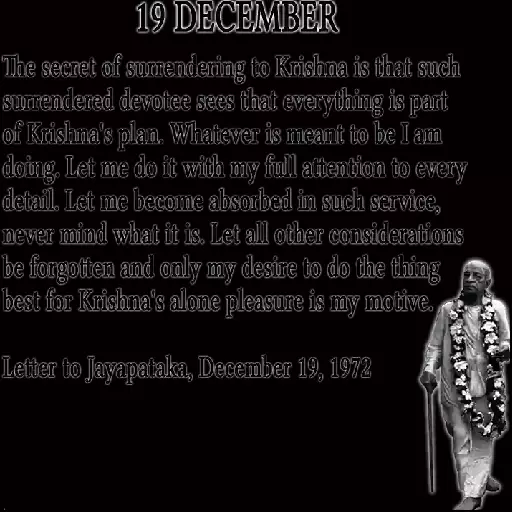 19 DECEMBER
The secret of surrendering to Krishna is that such
surrendered devotee sees that everything is part
of Krishna's plan. Whatever is meant to be I am
doing. Let me do it with my full attention to every
detail. Let me become absorbed in such service,
never mind what it is. Let all other considerations
be forgotten and only my desire to do the thing
best for Krishna's alone pleasure is my motive.
Letter to Jayapataka, December 19, 1972